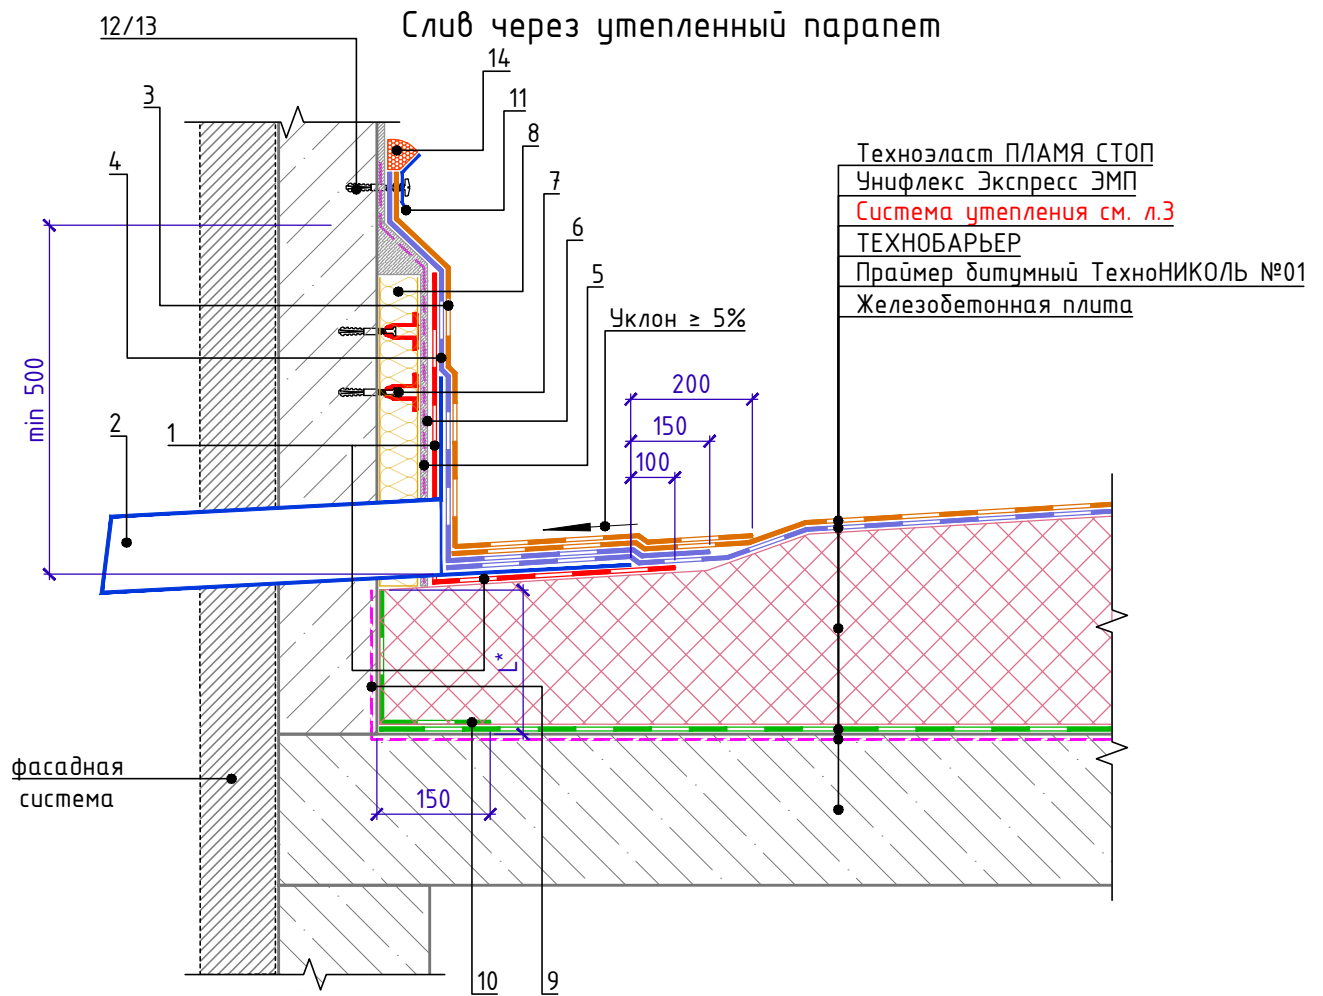 Слив через утепленный парапет
12/13
14
3
11
8
4
7
6
5
Техноэласт ПЛАМЯ СТОП
Унифлекс Экспресс ЭМП
Система утепления см. л.3
ТЕХНОБАРЬЕР
Праймер битумный ТехноНИКОЛЬ №01
Железобетонная плита
Уклон ≥ 5%
min 500
200
150
100
2
1
L*
фасадная
система
150
10
9